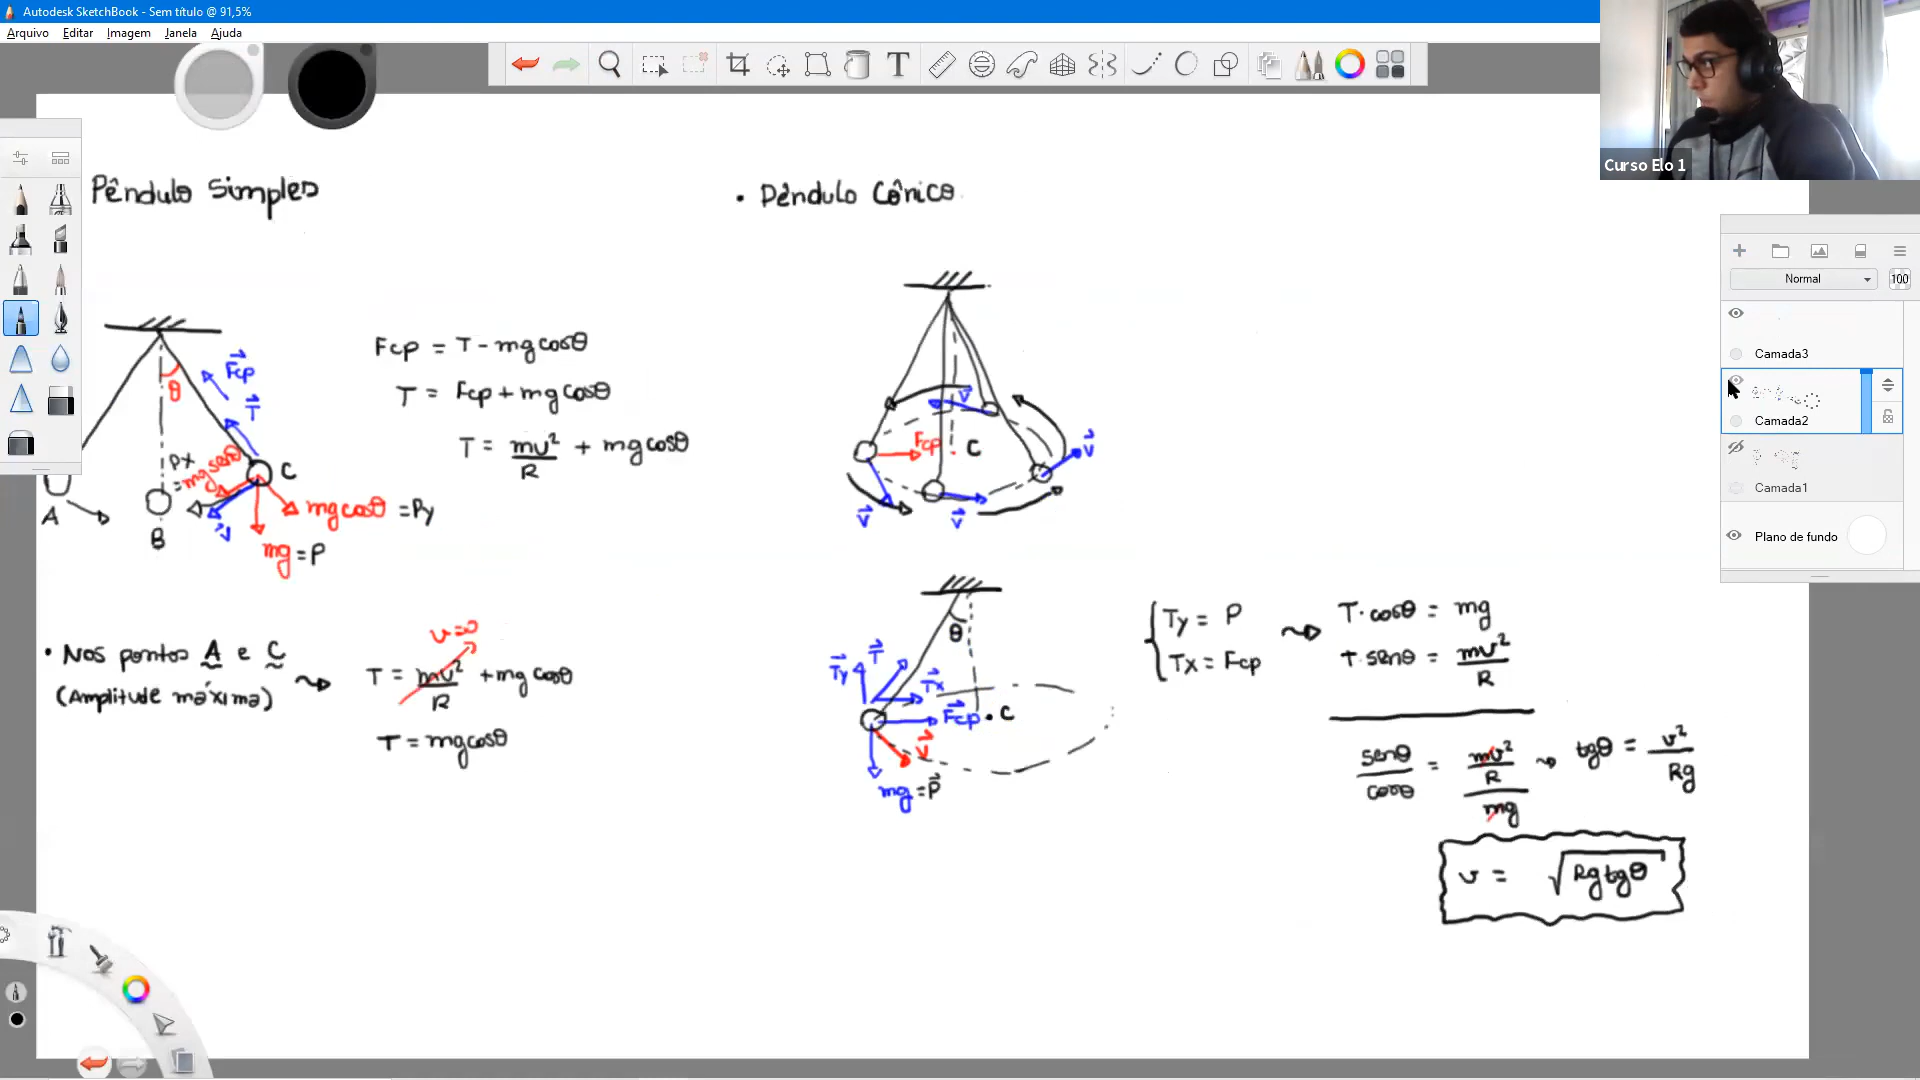 Autodesk SketchBook - Sem título @ 91,5%
Arquivo Editar Imagem Janela Ajuda
Curso Elo 1
Pêndulo Simples
• Pêndulo Cônico
Normal
100
Camada3
Camada2
Camada1
Plano de fundo
θ
Fcp
T
Px = mg senθ
C
mg cosθ = Py
V
mg = P
A
B
Fcp = T - mg cosθ
T = Fcp + mg cosθ
T = mv²/R + mg cosθ
V
Fcp
C
V
V
V
• Nos pontos A e C
(Amplitude máxima)
v=0
T = mv²/R + mg cosθ
T = mg cosθ
θ
Ty
T
Tx
Fcp
• C
V
mg = P
Ty = P
Tx = Fcp
T·cosθ = mg
T·senθ = mv²/R
senθ/cosθ = mv²/R/mg
tgθ = v²/Rg
v = √Rg tgθ